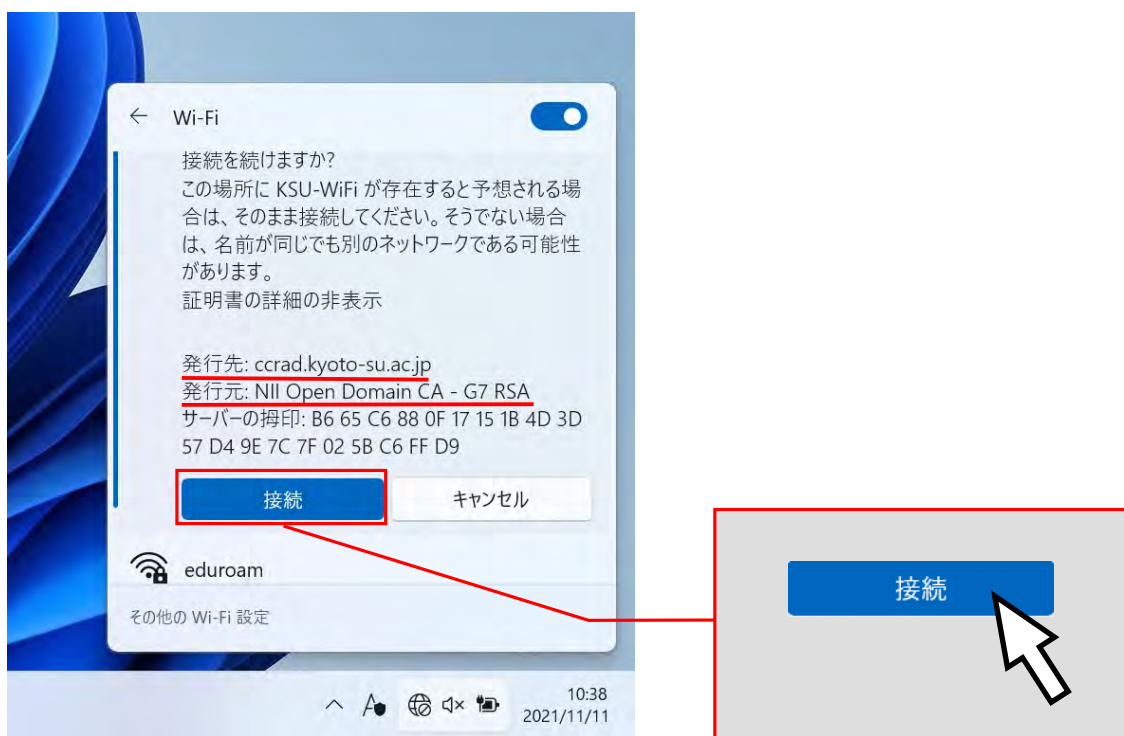 Wi-Fi
接続を続けますか?
この場所に KSU-WiFi が存在すると予想される場
合は、そのまま接続してください。そうでない場合
は、名前が同じでも別のネットワークである可能性
があります。
証明書の詳細の非表示
発行先: ccrad.kyoto-su.ac.jp
発行元: NII Open Domain CA - G7 RSA
サーバーの拇印: B6 65 C6 88 0F 17 15 1B 4D 3D
57 D4 9E 7C 7F 02 5B C6 FF D9
接続
キャンセル
eduroam
その他の Wi-Fi 設定
接続
10:38
2021/11/11